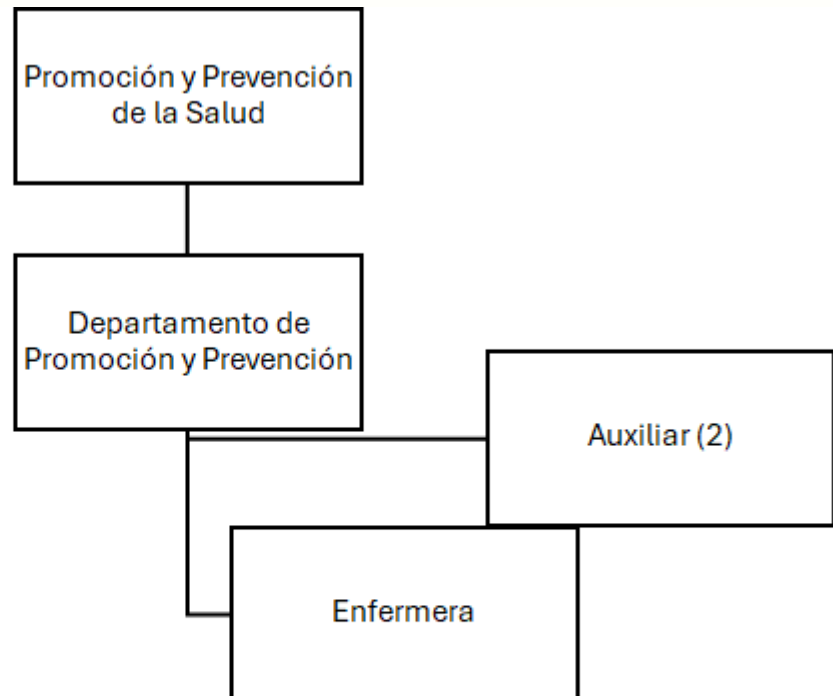 Promoción y Prevención
de la Salud
Departamento de
Promoción y Prevención
Auxiliar (2)
Enfermera